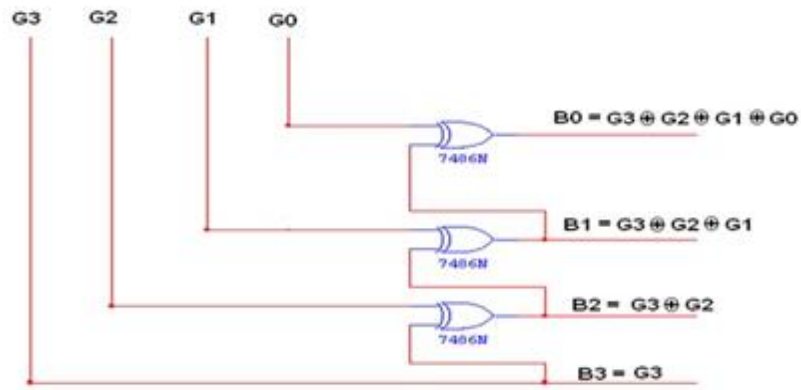 G3 G2 G1 G0
B0 = G3 ⊕ G2 ⊕ G1 ⊕ G0
7486N
B1 = G3 ⊕ G2 ⊕ G1
7486N
B2 = G3 ⊕ G2
7486N
B3 = G3